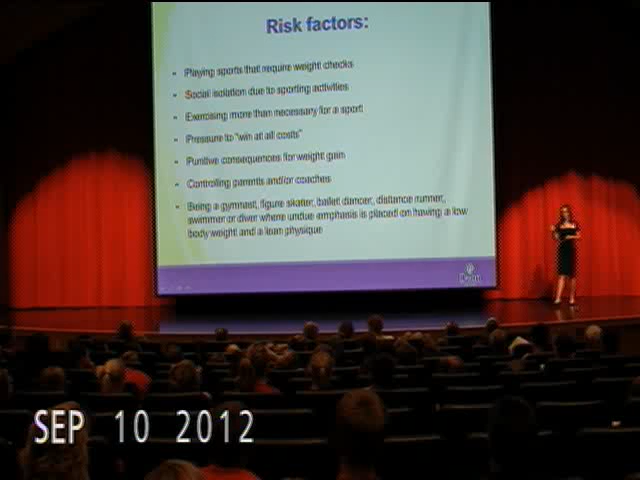 Risk factors:
- Playing sports that require weight checks
- Social isolation due to sporting activities
- Exercising more than necessary for a sport
- Pressure to "win at all costs"
- Punitive consequences for weight gain
- Controlling parents and/or coaches
- Being a gymnast, figure skater, ballet dancer, distance runner,
swimmer or diver where undue emphasis is placed on having a low
body weight and a lean physique
SEP 10 2012